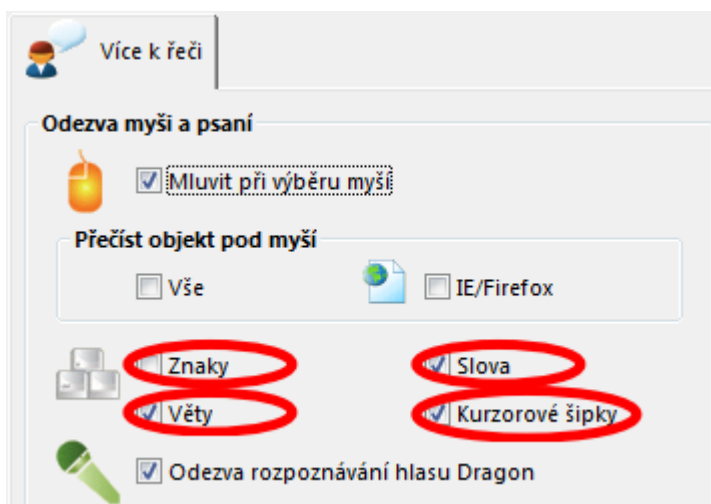 Více k řeči
Odezva myši a psaní
Mluvit při výběru myší
Přečíst objekt pod myší
Vše IE/Firefox
Znaky Slova
Věty Kurzorové šipky
Odezva rozpoznávání hlasu Dragon